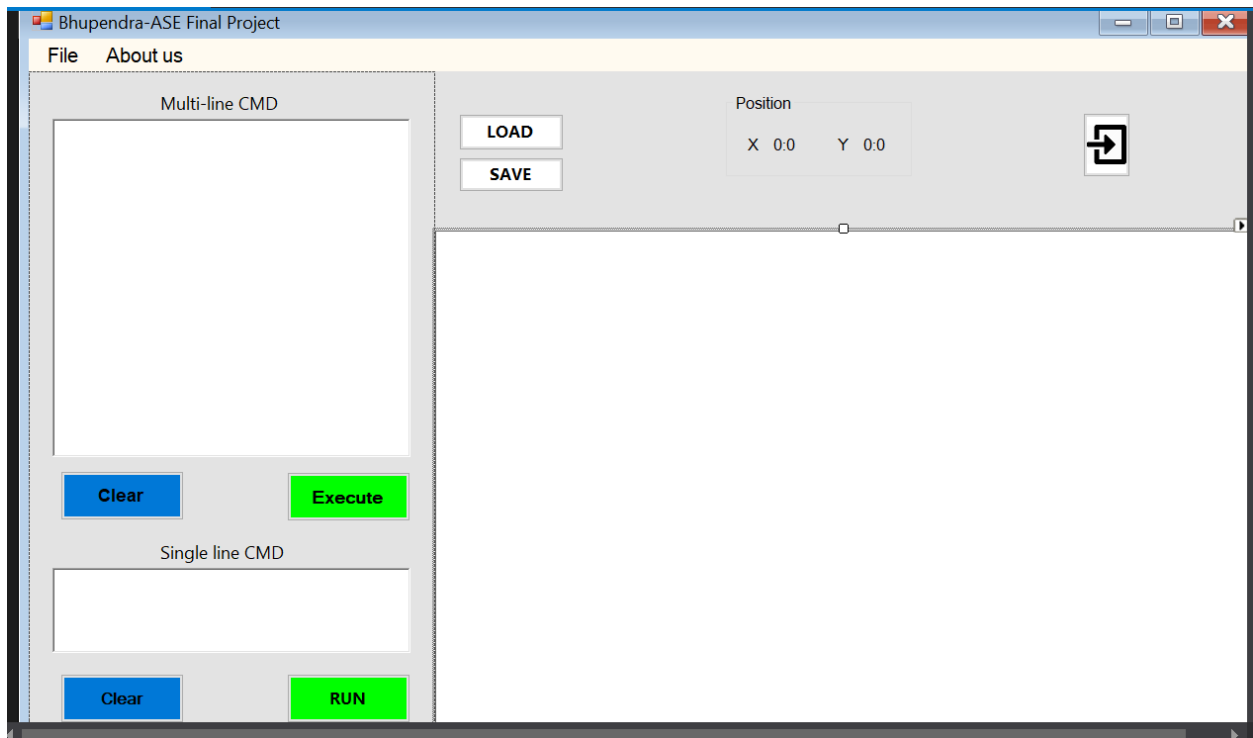 Bhupendra-ASE Final Project
File About us
Multi-line CMD
LOAD
SAVE
Position
X 0:0 Y 0:0
Clear Execute
Single line CMD
Clear RUN